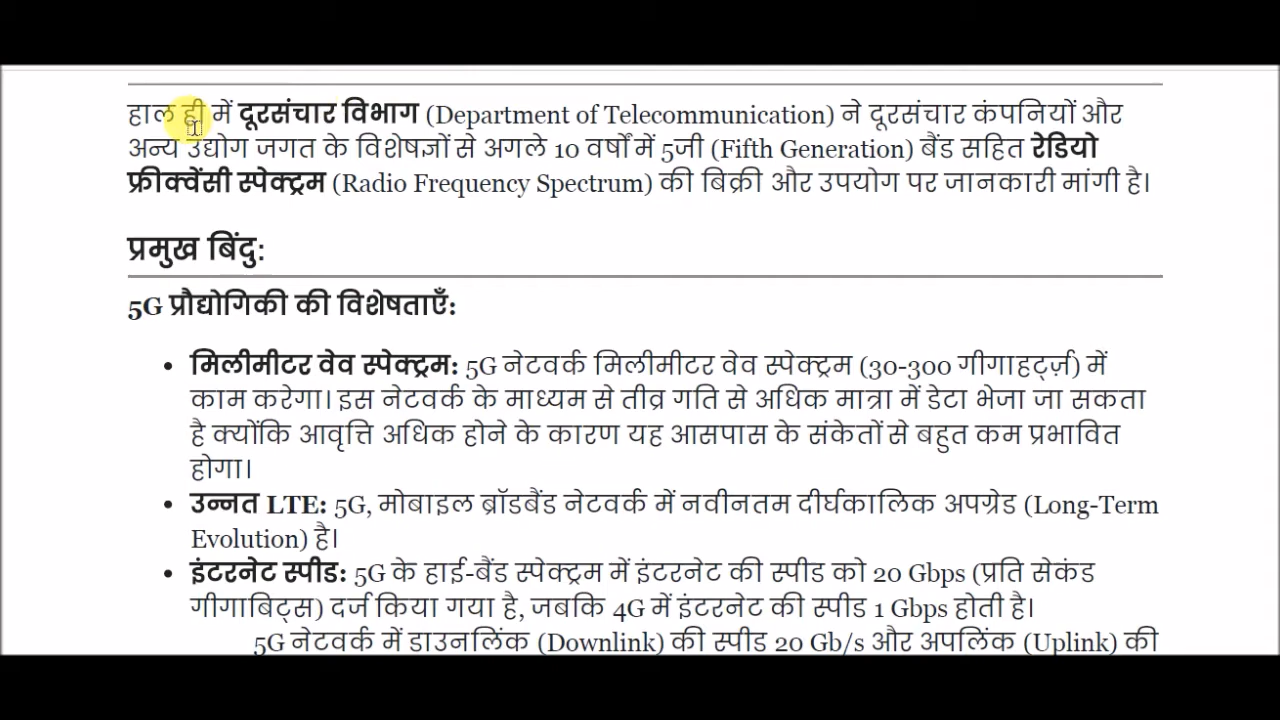 हाल ही में दूरसंचार विभाग (Department of Telecommunication) ने दूरसंचार कंपनियों और
अन्य उद्योग जगत के विशेषज्ञों से अगले 10 वर्षों में 5जी (Fifth Generation) बैंड सहित रेडियो
फ्रीक्वेंसी स्पेक्ट्रम (Radio Frequency Spectrum) की बिक्री और उपयोग पर जानकारी मांगी है।
प्रमुख बिंदु:
5G प्रौद्योगिकी की विशेषताएँ:
• मिलीमीटर वेव स्पेक्ट्रम: 5G नेटवर्क मिलीमीटर वेव स्पेक्ट्रम (30-300 गीगाहर्ट्ज़) में
काम करेगा। इस नेटवर्क के माध्यम से तीव्र गति से अधिक मात्रा में डेटा भेजा जा सकता
है क्योंकि आवृत्ति अधिक होने के कारण यह आसपास के संकेतों से बहुत कम प्रभावित
होगा।
• उन्नत LTE: 5G, मोबाइल ब्रॉडबैंड नेटवर्क में नवीनतम दीर्घकालिक अपग्रेड (Long-Term
Evolution) है।
• इंटरनेट स्पीड: 5G के हाई-बैंड स्पेक्ट्रम में इंटरनेट की स्पीड को 20 Gbps (प्रति सेकंड
गीगाबिट्स) दर्ज किया गया है, जबकि 4G में इंटरनेट की स्पीड 1 Gbps होती है।
5G नेटवर्क में डाउनलिंक (Downlink) की स्पीड 20 Gb/s और अपलिंक (Uplink) की